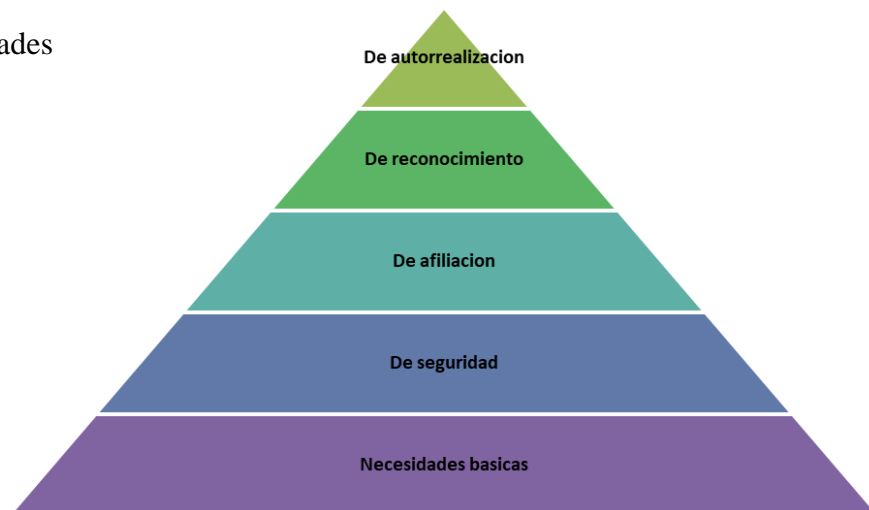 ades
De autorrealizacion
De reconocimiento
De afiliacion
De seguridad
Necesidades basicas